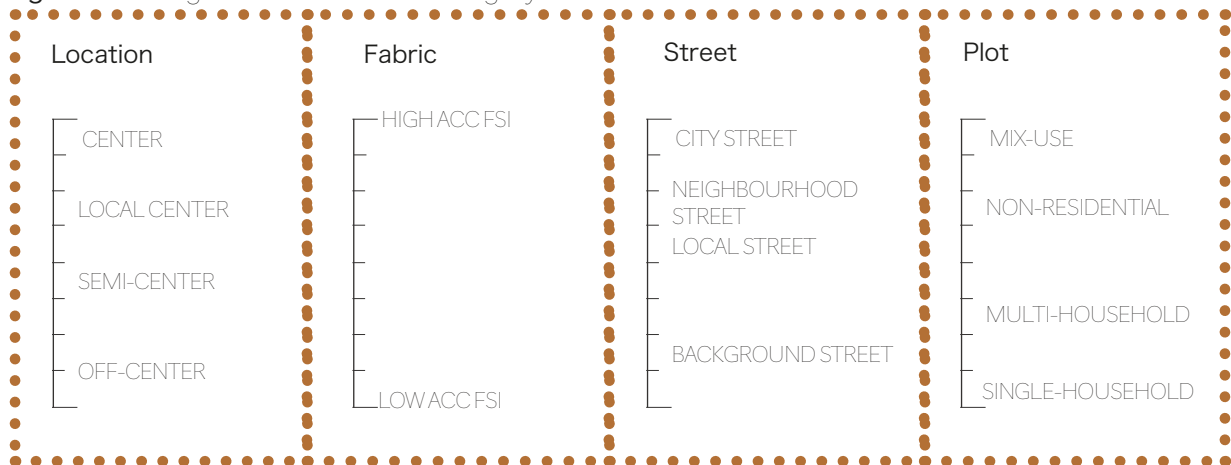 Location
CENTER
LOCAL CENTER
SEMI-CENTER
OFF-CENTER
Fabric
HIGH ACC FSI
LOW ACC FSI
Street
CITY STREET
NEIGHBOURHOOD
STREET
LOCAL STREET
BACKGROUND STREET
Plot
MIX-USE
NON-RESIDENTIAL
MULTI-HOUSEHOLD
SINGLE-HOUSEHOLD